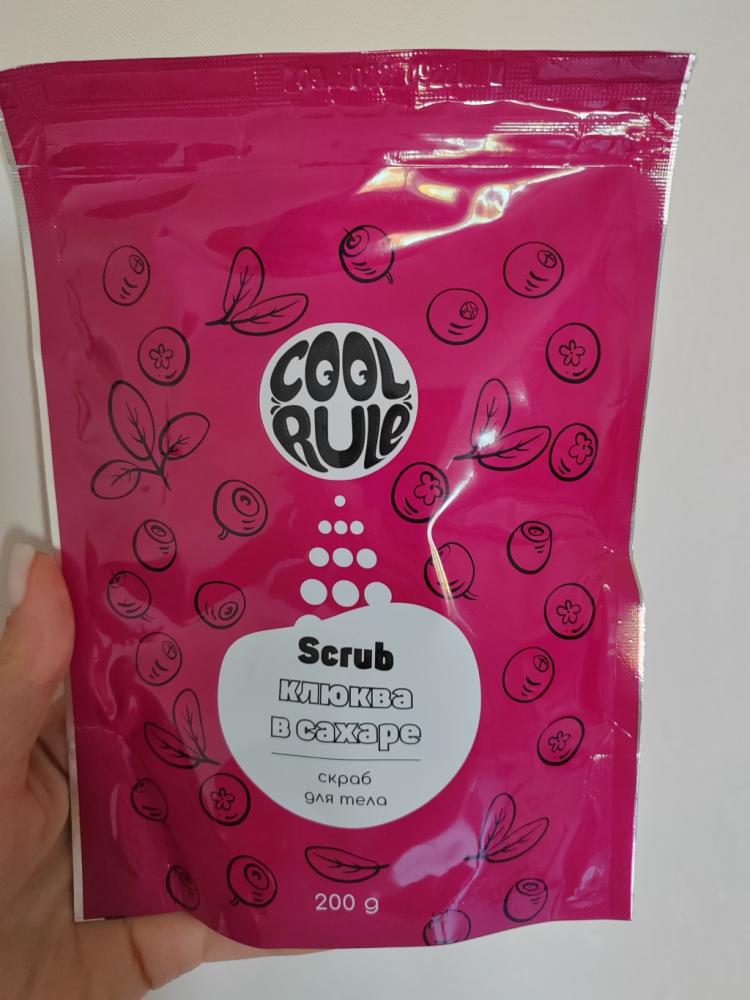 COOL
RULE
Scrub
клюква
в сахаре
скраб
для тела
200 g